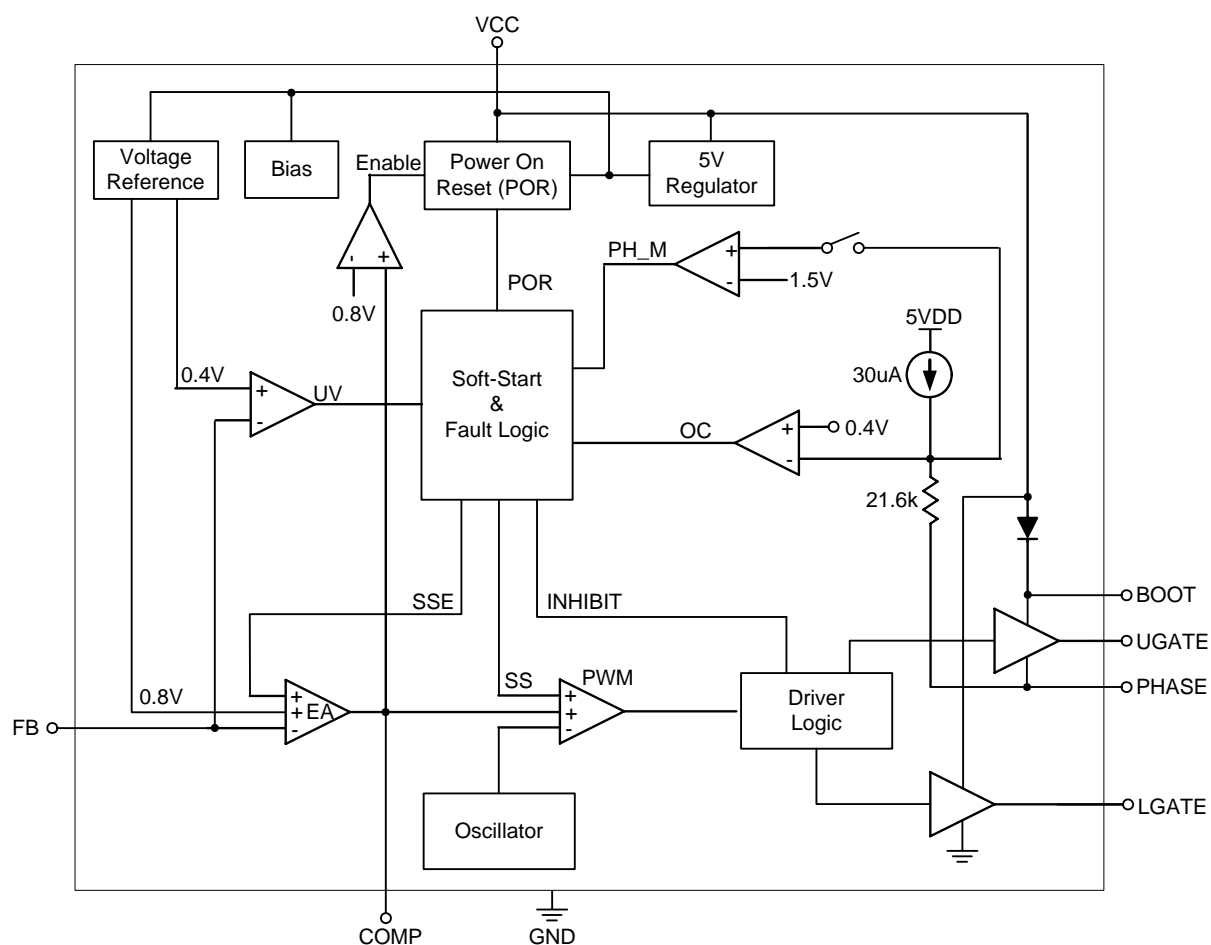 VCC
Voltage
Reference
Bias
Enable
Power On
Reset (POR)
5V
Regulator
-
+
0.8V
POR
PH_M
+
-
1.5V
5VDD
30uA
0.4V
+
-
UV
Soft-Start
&
Fault Logic
OC
+
-
0.4V
21.6k
SSE
INHIBIT
BOOT
UGATE
PHASE
0.8V
+
+
-
EA
SS
PWM
+
+
-
Driver
Logic
FB
Oscillator
LGATE
COMP
GND